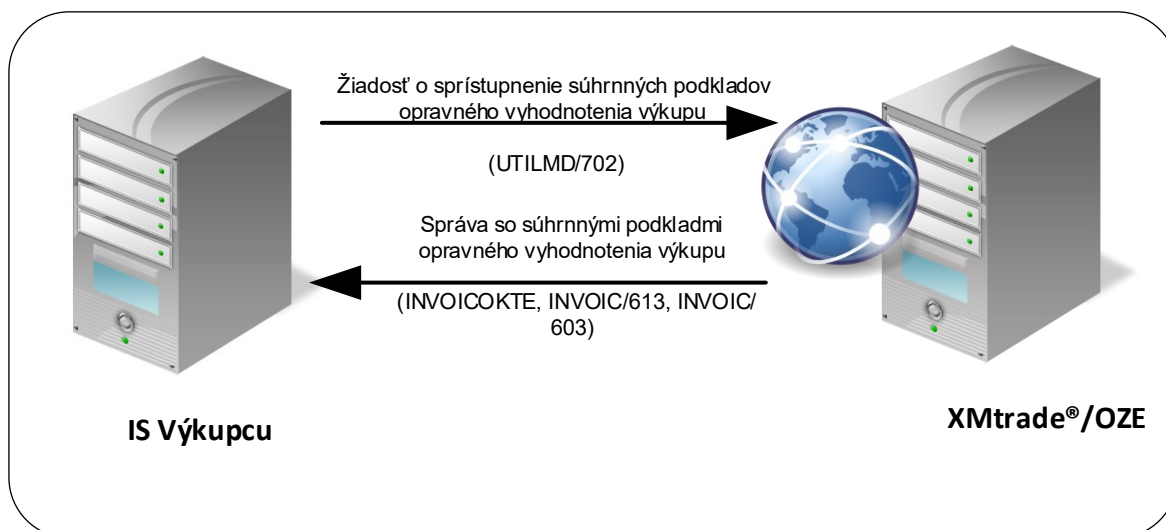 Žiadosť o sprístupnenie súhrnných podkladov
opravného vyhodnotenia výkupu
(UTILMD/702)
Správa so súhrnnými podkladmi
opravného vyhodnotenia výkupu
(INVOICOKTE, INVOIC/613, INVOIC/
603)
IS Výkupcu
XMtrade®/OZE